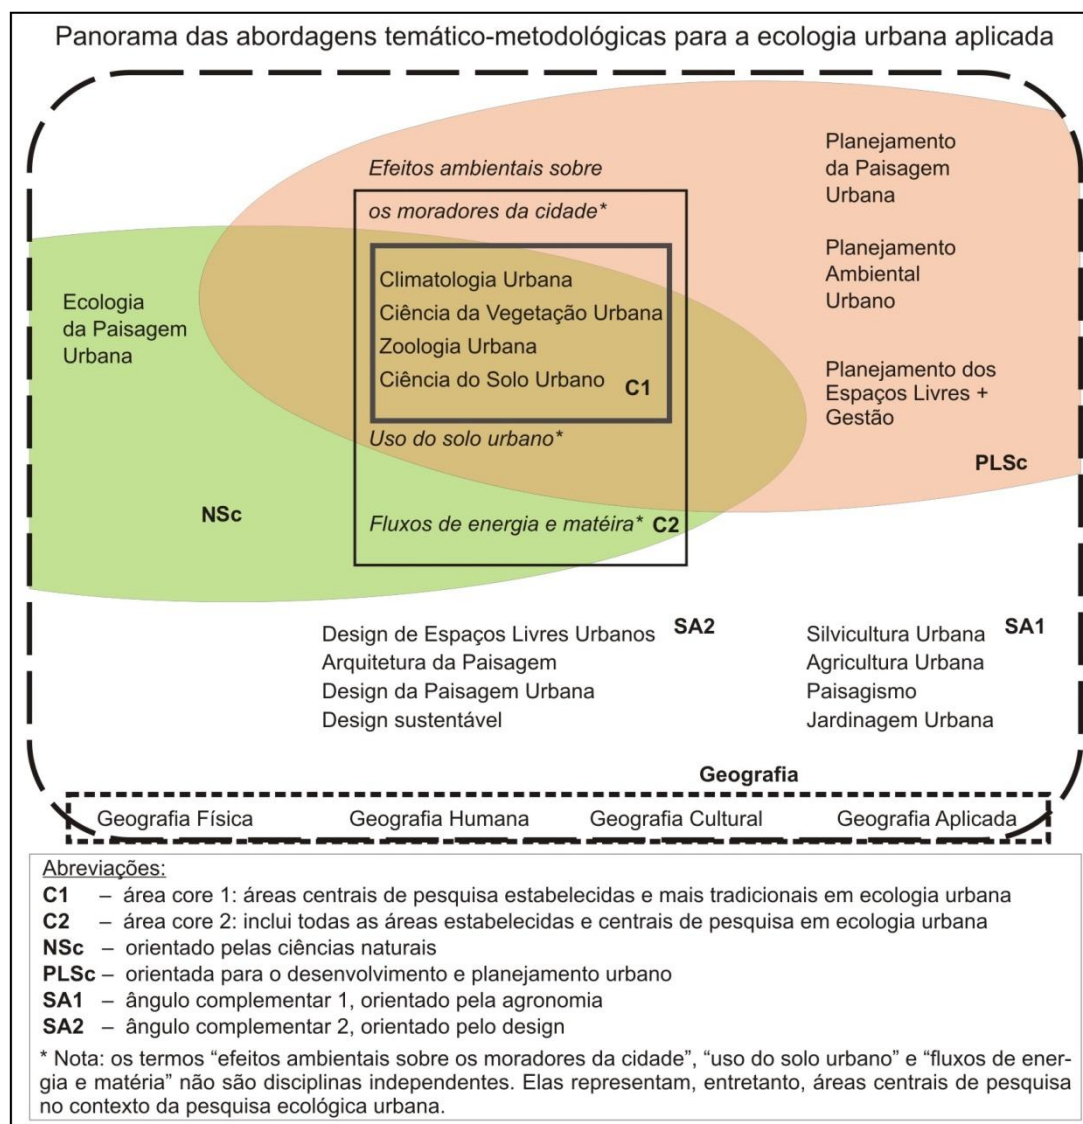 Panorama das abordagens temático-metodológicas para a ecologia urbana aplicada
Efeitos ambientais sobre
os moradores da cidade*
Planejamento
da Paisagem
Urbana
Planejamento
Ambiental
Urbano
Planejamento dos
Espaços Livres +
Gestão
PLSc
Ecologia
da Paisagem
Urbana
Climatologia Urbana
Ciência da Vegetação Urbana
Zoologia Urbana
Ciência do Solo Urbano C1
Uso do solo urbano*
NSc
Fluxos de energia e matéira* C2
Design de Espaços Livres Urbanos SA2
Arquitetura da Paisagem
Design da Paisagem Urbana
Design sustentável
Silvicultura Urbana SA1
Agricultura Urbana
Paisagismo
Jardinagem Urbana
Geografia
Geografia Física Geografia Humana Geografia Cultural Geografia Aplicada
Abreviações:
C1 – área core 1: áreas centrais de pesquisa estabelecidas e mais tradicionais em ecologia urbana
C2 – área core 2: inclui todas as áreas estabelecidas e centrais de pesquisa em ecologia urbana
NSc – orientado pelas ciências naturais
PLSc – orientada para o desenvolvimento e planejamento urbano
SA1 – ângulo complementar 1, orientado pela agronomia
SA2 – ângulo complementar 2, orientado pelo design
* Nota: os termos “efeitos ambientais sobre os moradores da cidade”, “uso do solo urbano” e “fluxos de ener-
gia e matéria” não são disciplinas independentes. Elas representam, entretanto, áreas centrais de pesquisa
no contexto da pesquisa ecológica urbana.